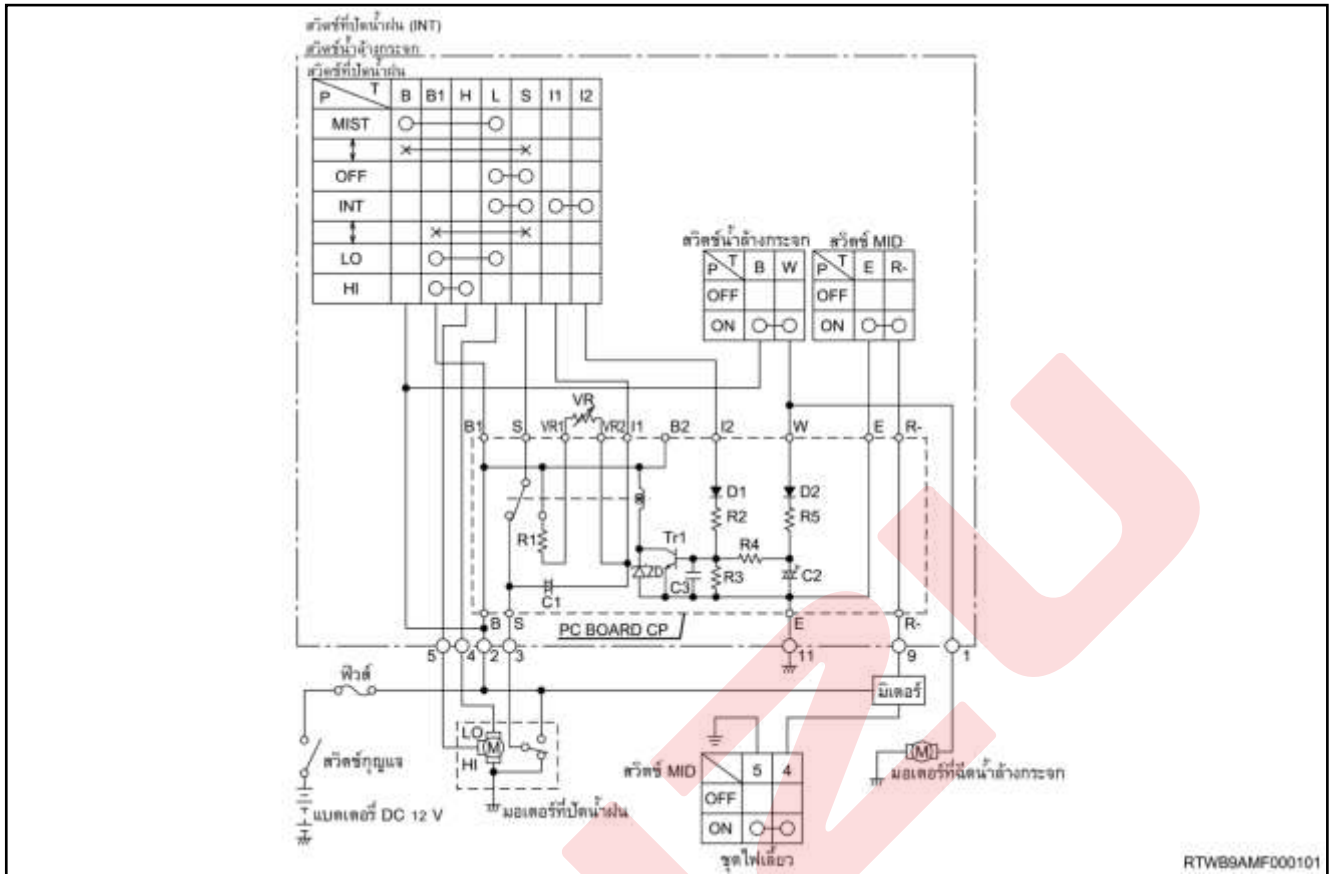 สวิตช์ที่ปัดน้ำฝน (INT)
สวิตช์น้ำล้างกระจก
สวิตช์ที่ปัดน้ำฝน
P T B B1 H L S I1 I2
MIST
OFF
INT
LO
HI
สวิตช์น้ำล้างกระจก
P T B W
OFF
ON
สวิตช์ MID
P T E R-
OFF
ON
VR
B1 S VR1 VR2 I1 B2 I2 W E R-
D1 D2
R2 R5
R1 Tr1 R4
ZD C3 R3 C2
C1
B S PC BOARD CP E R-
5 4 2 3 11 9 1
ฟิวส์
มิเตอร์
สวิตช์กุญแจ
LO
M
HI
มอเตอร์ที่ปัดน้ำฝน
แบตเตอรี่ DC 12 V
สวิตช์ MID 5 4
OFF
ON
ชุดไฟเลี้ยว
M
มอเตอร์ที่ฉีดน้ำล้างกระจก
RTWB9AMF000101